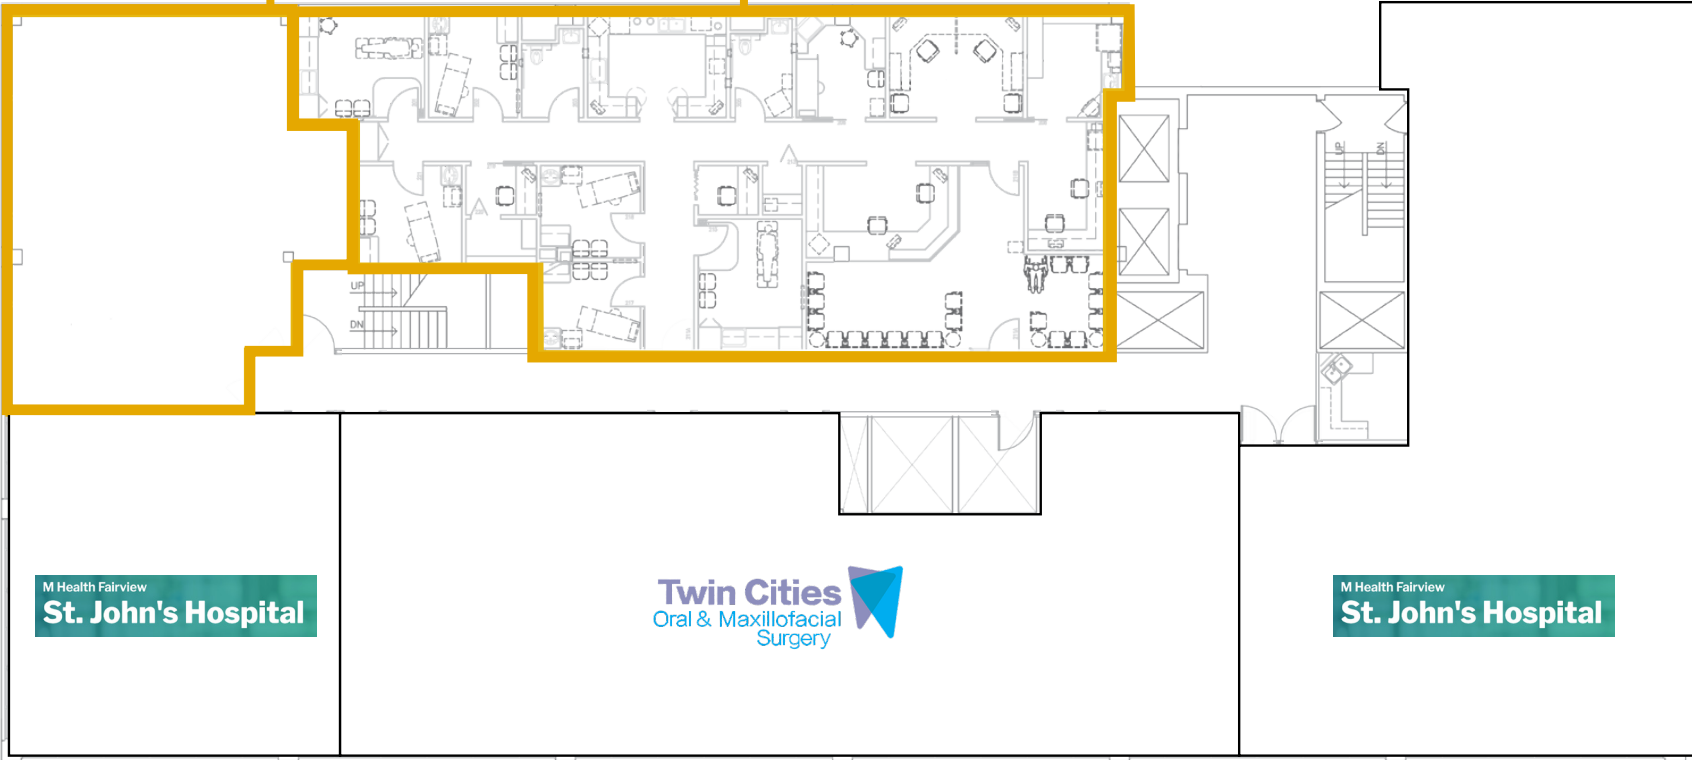 UP
DN
UP
DN
M Health Fairview
St. John's Hospital
Twin Cities
Oral & Maxillofacial
Surgery
M Health Fairview
St. John's Hospital